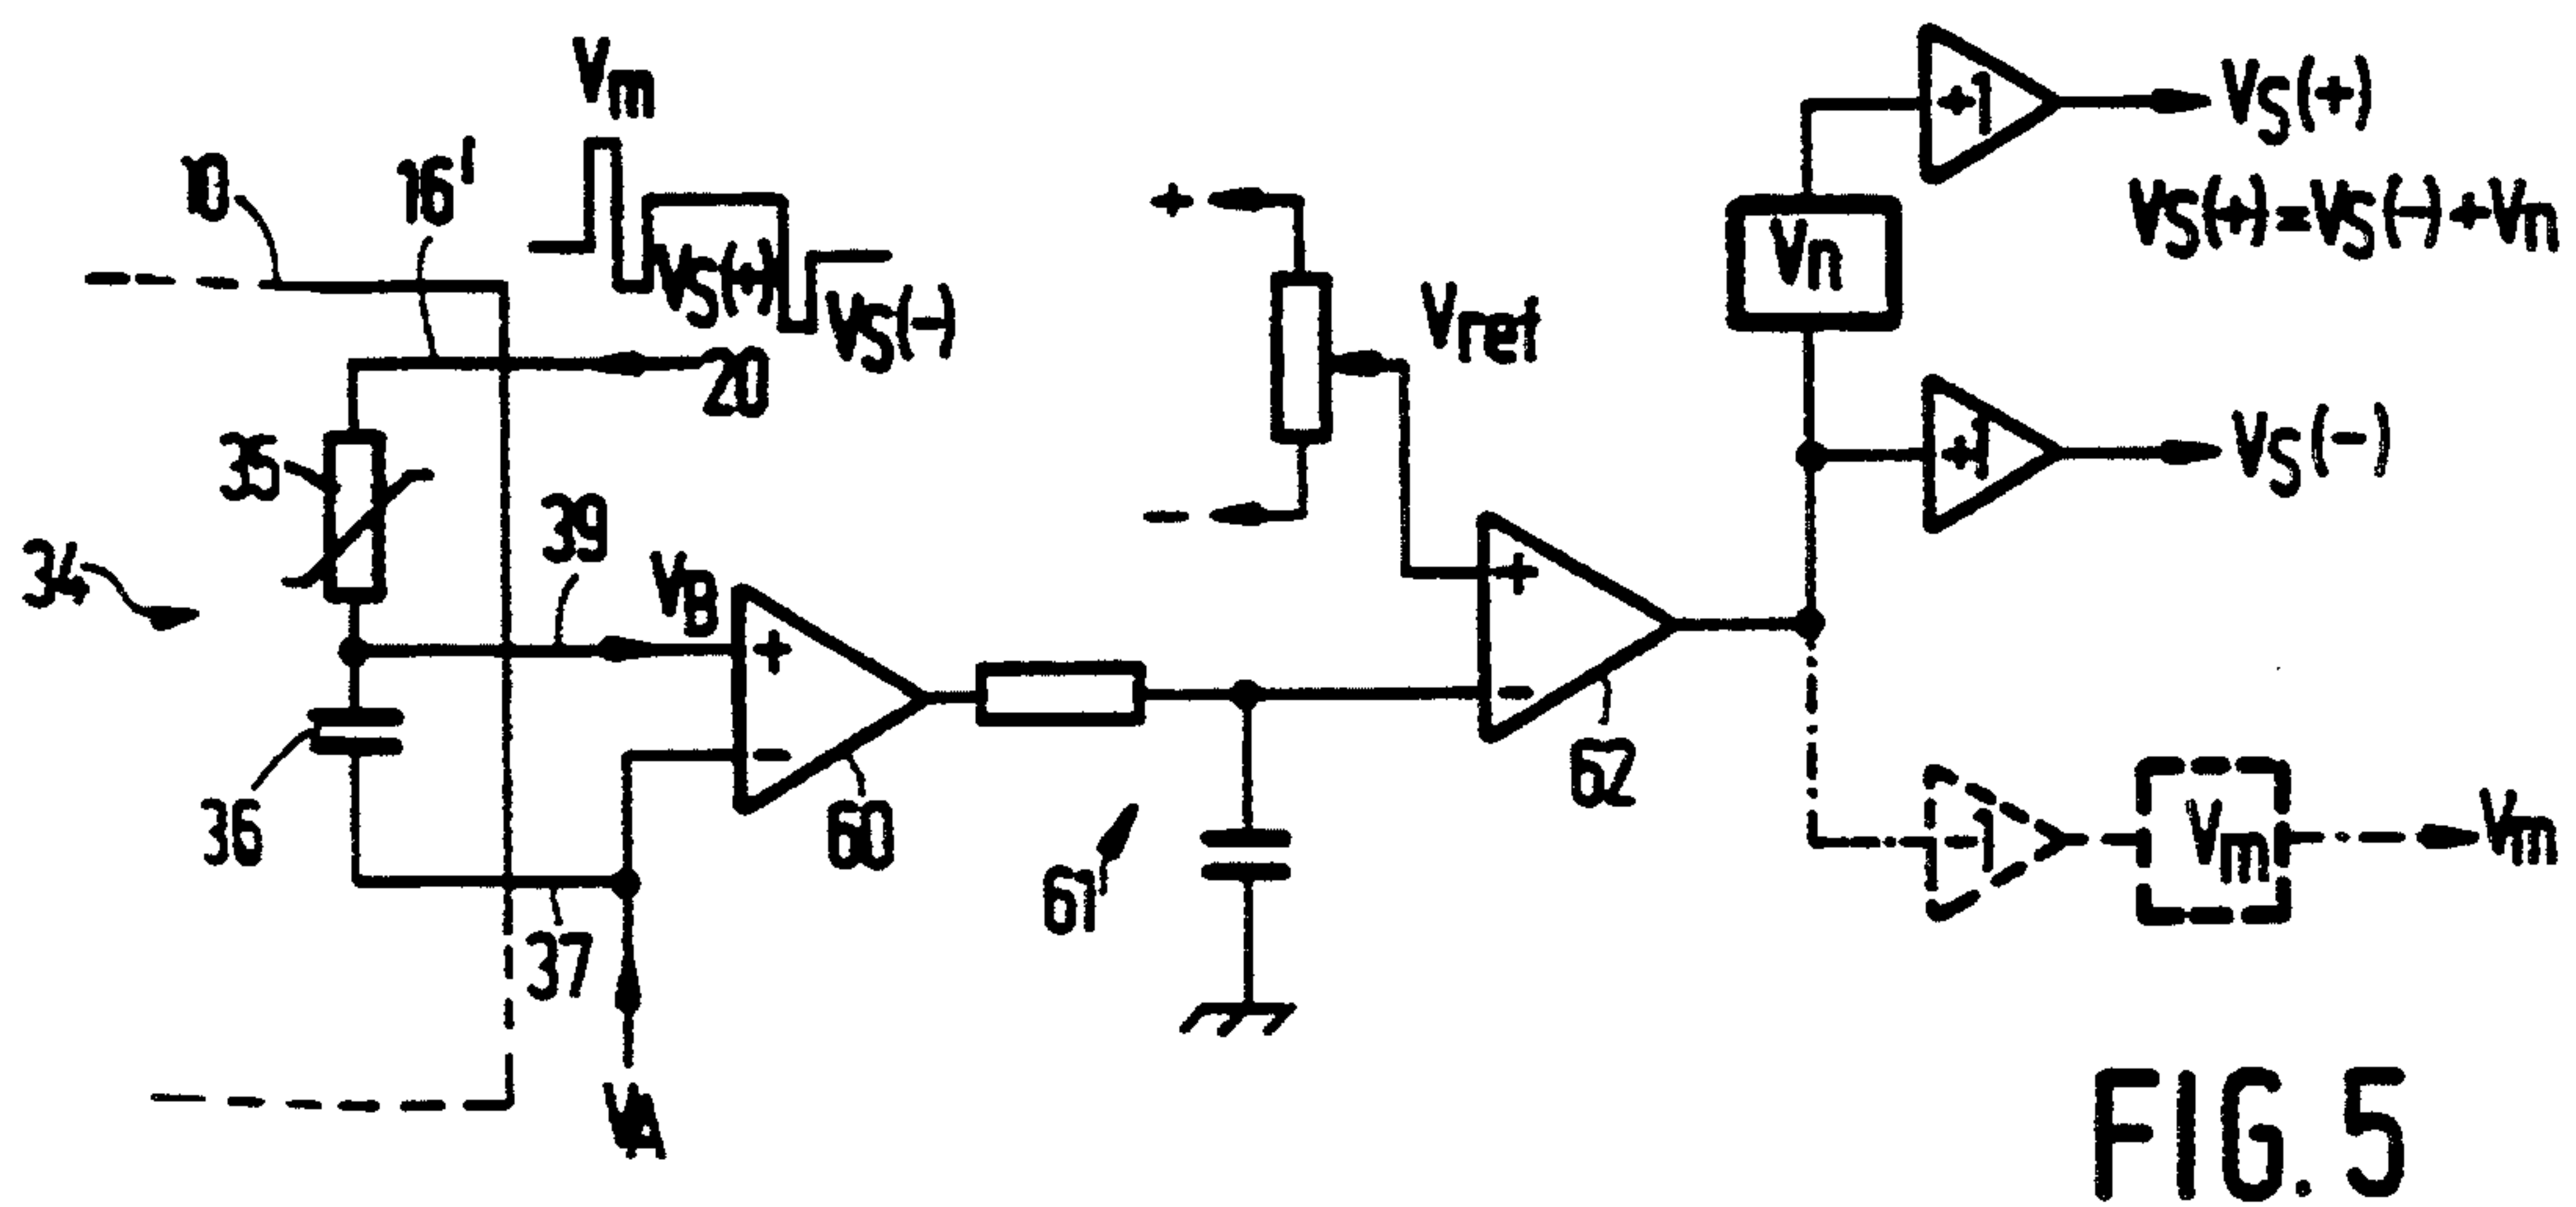 Vm
10
16'
VS(+)
VS(-)
20
35
39
34
VB
+
-
36
60
37
VA
61
+
-
Vref
+
-
62
+1
VS(+)
VS(+)=VS(-)+Vn
Vn
+1
VS(-)
-1
Vm
Vm
FIG. 5